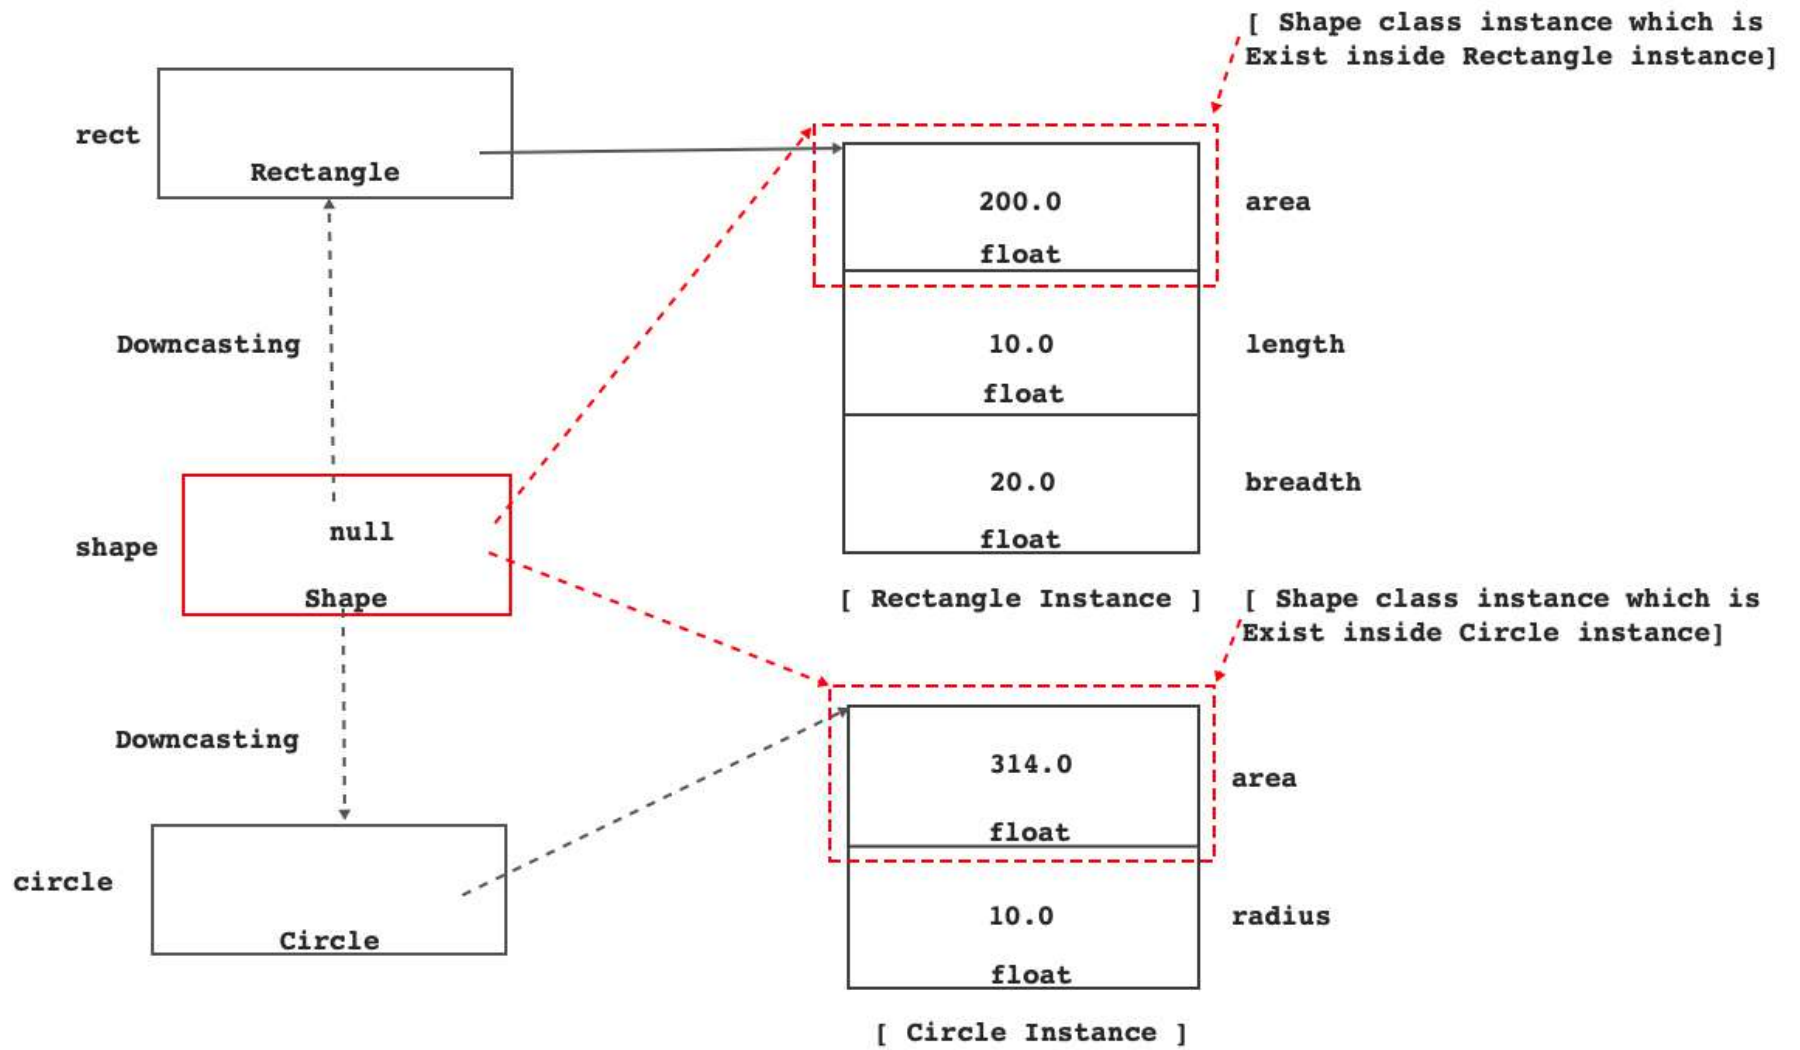 [ Shape class instance which is
Exist inside Rectangle instance]
rect
Rectangle
200.0
float
area
Downcasting
10.0
float
length
20.0
float
breadth
shape
null
Shape
[ Rectangle Instance ]
[ Shape class instance which is
Exist inside Circle instance]
Downcasting
314.0
float
area
circle
Circle
10.0
float
radius
[ Circle Instance ]